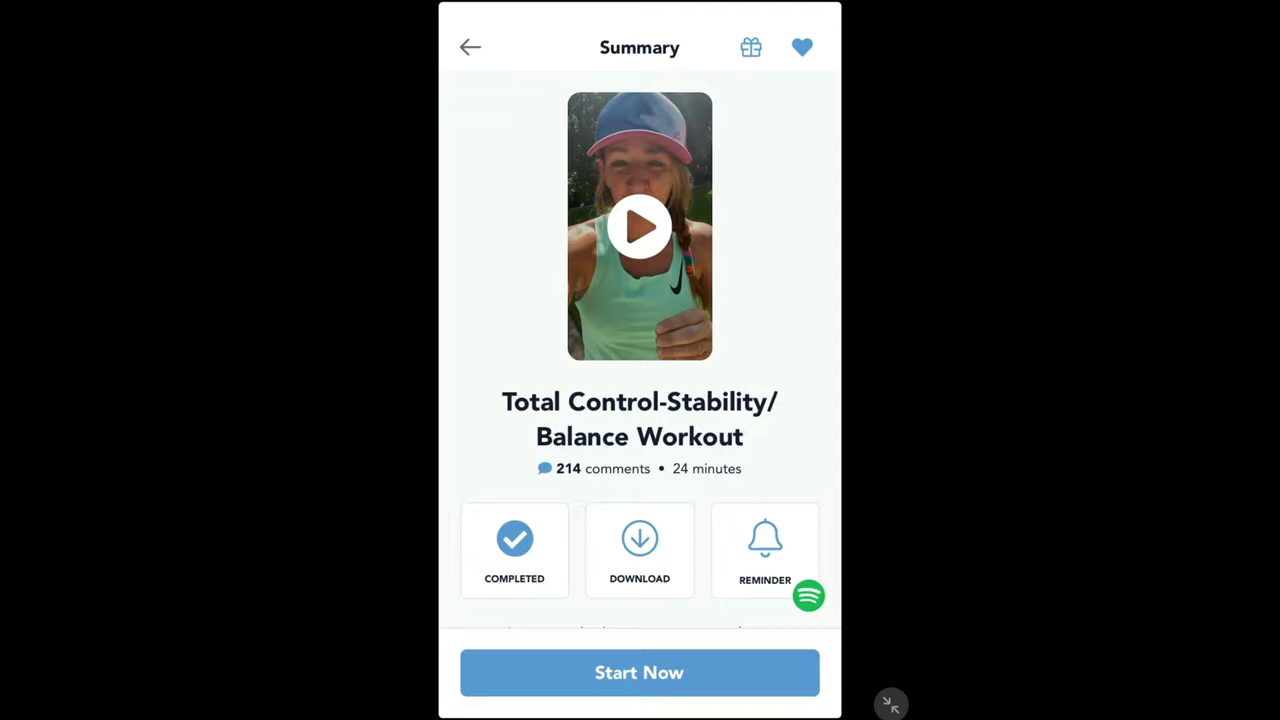 Summary
Total Control-Stability/
Balance Workout
214 comments • 24 minutes
COMPLETED
DOWNLOAD
REMINDER
Start Now